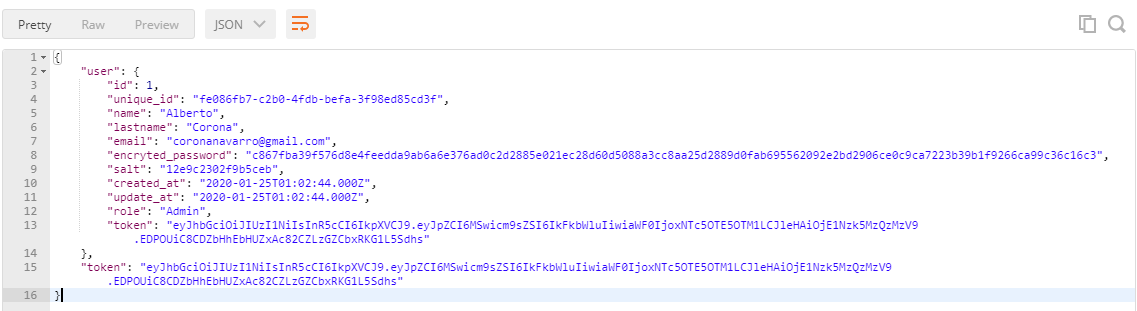 Pretty Raw Preview JSON
1 {
2 "user": {
3 "id": 1,
4 "unique_id": "fe086fb7-c2b0-4fdb-befa-3f98ed85cd3f",
5 "name": "Alberto",
6 "lastname": "Corona",
7 "email": "coronanavarro@gmail.com",
8 "encryted_password": "c867fba39f576d8e4feedda9ab6a6e376ad0c2d2885e021ec28d60d5088a3cc8aa25d2889d0fab695562092e2bd2906ce0c9ca7223b39b1f9266ca99c36c16c3",
9 "salt": "12e9c2302f9b5ceb",
10 "created_at": "2020-01-25T01:02:44.000Z",
11 "update_at": "2020-01-25T01:02:44.000Z",
12 "role": "Admin",
13 "token": "eyJhbGciOiJIUzI1NiIsInR5cCI6IkpXVCJ9.eyJpZCI6MSwicm9sZSI6IkFkbWluIiwiaWF0IjoxNTc5OTE5OTM1LCJleHAiOjE1Nzk5MzQzMzV9
.EDPOUiC8CDZbHhEbHUZxAc82CZLzGZCbxRKG1L5Sdhs"
14 },
15 "token": "eyJhbGciOiJIUzI1NiIsInR5cCI6IkpXVCJ9.eyJpZCI6MSwicm9sZSI6IkFkbWluIiwiaWF0IjoxNTc5OTE5OTM1LCJleHAiOjE1Nzk5MzQzMzV9
.EDPOUiC8CDZbHhEbHUZxAc82CZLzGZCbxRKG1L5Sdhs"
16 }